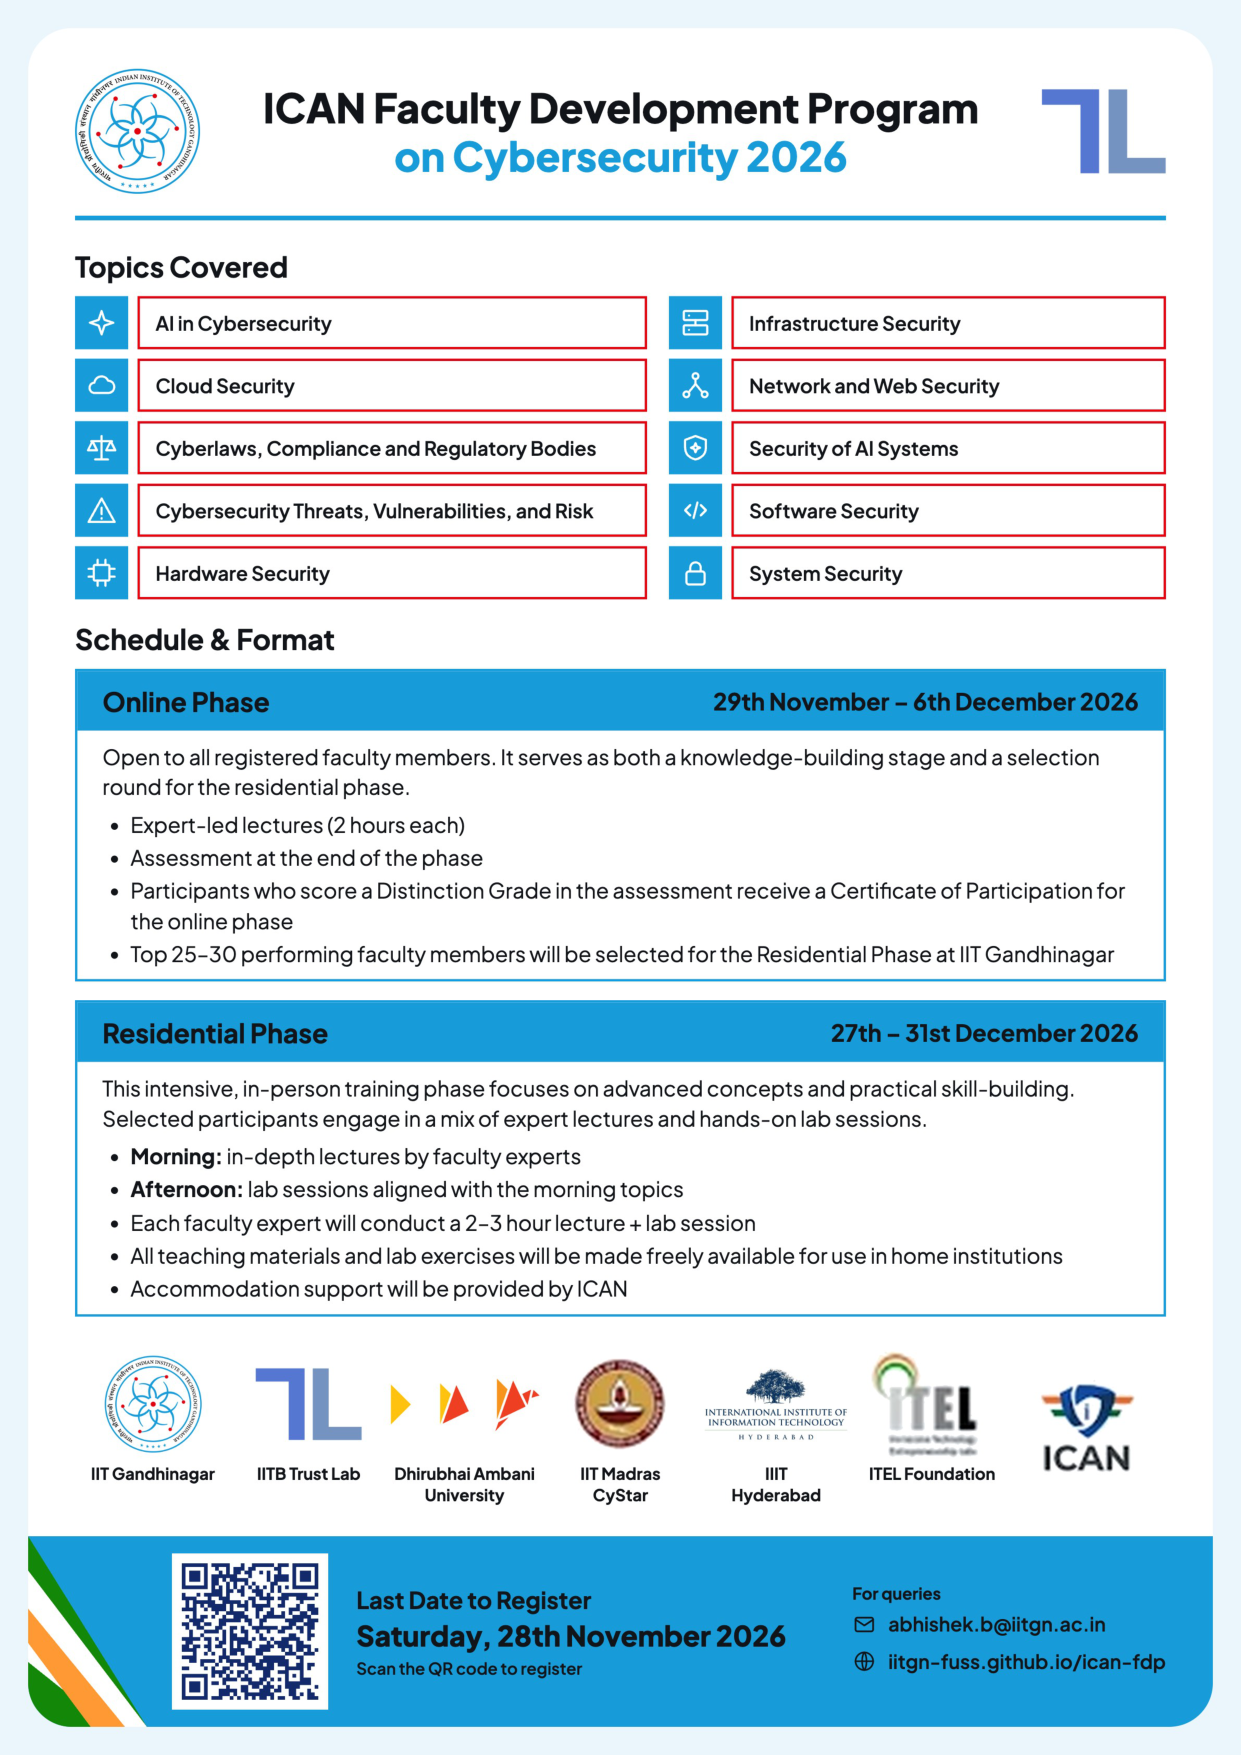 भारतीय प्रौद्योगिकी संस्थान गांधीनगर
INDIAN INSTITUTE OF TECHNOLOGY GANDHINAGAR
ICAN Faculty Development Program
on Cybersecurity 2026
TL
Topics Covered
AI in Cybersecurity
Infrastructure Security
Cloud Security
Network and Web Security
Cyberlaws, Compliance and Regulatory Bodies
Security of AI Systems
Cybersecurity Threats, Vulnerabilities, and Risk
Software Security
Hardware Security
System Security
Schedule & Format
Online Phase
29th November – 6th December 2026
Open to all registered faculty members. It serves as both a knowledge-building stage and a selection
round for the residential phase.
• Expert-led lectures (2 hours each)
• Assessment at the end of the phase
• Participants who score a Distinction Grade in the assessment receive a Certificate of Participation for
the online phase
• Top 25–30 performing faculty members will be selected for the Residential Phase at IIT Gandhinagar
Residential Phase
27th – 31st December 2026
This intensive, in-person training phase focuses on advanced concepts and practical skill-building.
Selected participants engage in a mix of expert lectures and hands-on lab sessions.
• Morning: in-depth lectures by faculty experts
• Afternoon: lab sessions aligned with the morning topics
• Each faculty expert will conduct a 2–3 hour lecture + lab session
• All teaching materials and lab exercises will be made freely available for use in home institutions
• Accommodation support will be provided by ICAN
TL
INTERNATIONAL INSTITUTE OF
INFORMATION TECHNOLOGY
HYDERABAD
ITEL
ICAN
IIT Gandhinagar
IITB Trust Lab
Dhirubhai Ambani
University
IIT Madras
CyStar
IIIT
Hyderabad
ITEL Foundation
Last Date to Register
Saturday, 28th November 2026
Scan the QR code to register
For queries
abhishek.b@iitgn.ac.in
iitgn-fuss.github.io/ican-fdp